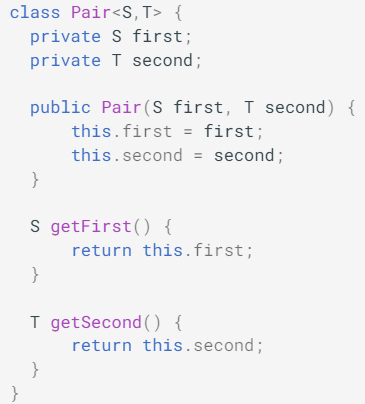 class Pair<S,T> {
  private S first;
  private T second;

  public Pair(S first, T second) {
      this.first = first;
      this.second = second;
  }

  S getFirst() {
      return this.first;
  }

  T getSecond() {
      return this.second;
  }
}